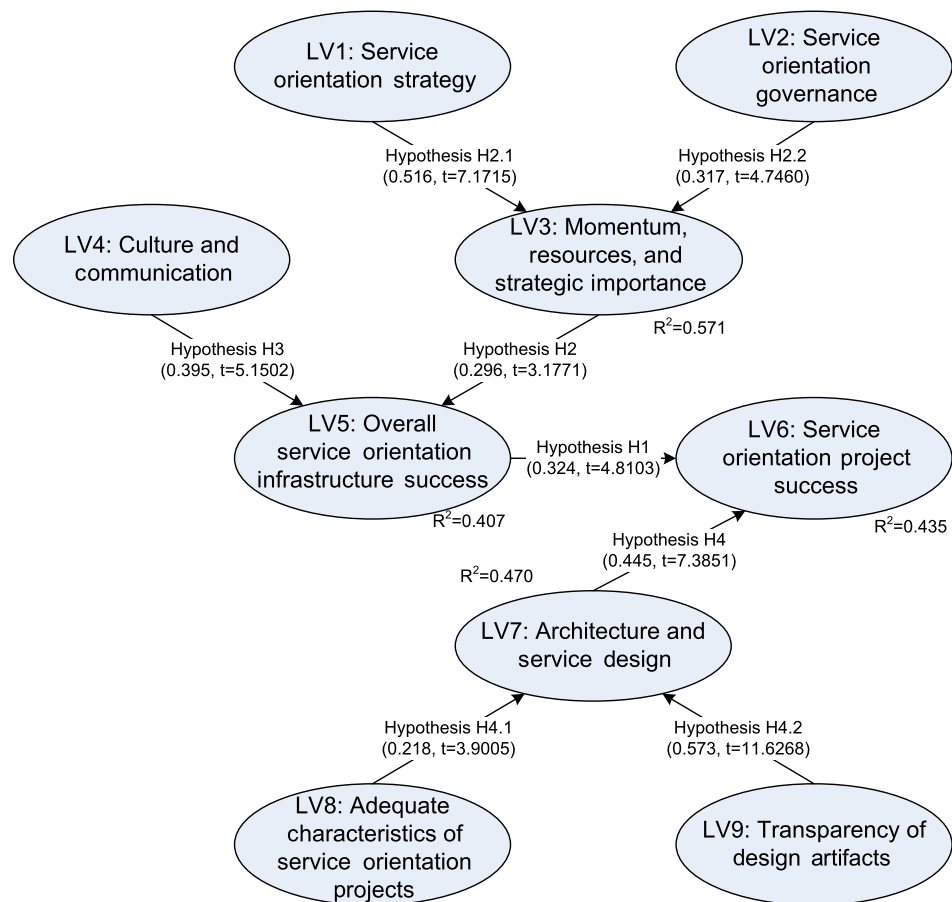 LV1: Service
orientation strategy
LV2: Service
orientation
governance
Hypothesis H2.1
(0.516, t=7.1715)
Hypothesis H2.2
(0.317, t=4.7460)
LV4: Culture and
communication
LV3: Momentum,
resources, and
strategic importance
R²=0.571
Hypothesis H3
(0.395, t=5.1502)
Hypothesis H2
(0.296, t=3.1771)
LV5: Overall
service orientation
infrastructure success
R²=0.407
Hypothesis H1
(0.324, t=4.8103)
LV6: Service
orientation project
success
R²=0.435
Hypothesis H4
(0.445, t=7.3851)
R²=0.470
LV7: Architecture and
service design
Hypothesis H4.1
(0.218, t=3.9005)
Hypothesis H4.2
(0.573, t=11.6268)
LV8: Adequate
characteristics of
service orientation
projects
LV9: Transparency of
design artifacts